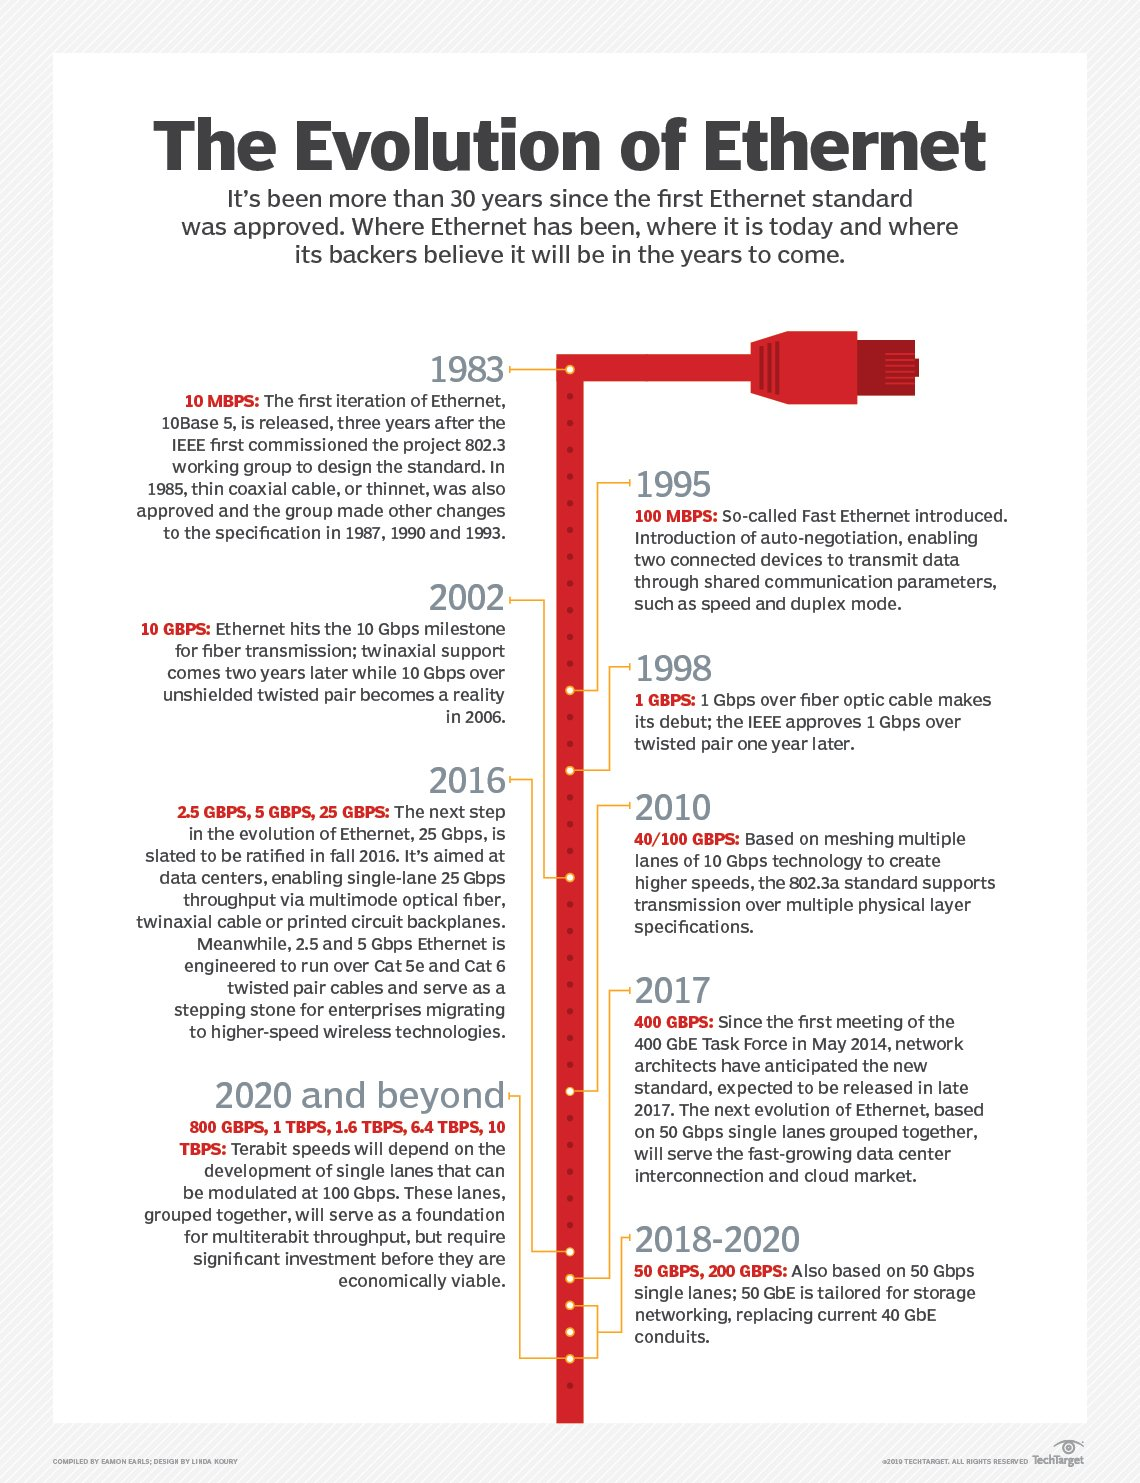 The Evolution of Ethernet
It's been more than 30 years since the first Ethernet standard
was approved. Where Ethernet has been, where it is today and where
its backers believe it will be in the years to come.
1983
10 MBPS: The first iteration of Ethernet,
10Base 5, is released, three years after the
IEEE first commissioned the project 802.3
working group to design the standard. In
1985, thin coaxial cable, or thinnet, was also
approved and the group made other changes
to the specification in 1987, 1990 and 1993.
1995
100 MBPS: So-called Fast Ethernet introduced.
Introduction of auto-negotiation, enabling
two connected devices to transmit data
through shared communication parameters,
such as speed and duplex mode.
2002
10 GBPS: Ethernet hits the 10 Gbps milestone
for fiber transmission; twinaxial support
comes two years later while 10 Gbps over
unshielded twisted pair becomes a reality
in 2006.
1998
1 GBPS: 1 Gbps over fiber optic cable makes
its debut; the IEEE approves 1 Gbps over
twisted pair one year later.
2016
2.5 GBPS, 5 GBPS, 25 GBPS: The next step
in the evolution of Ethernet, 25 Gbps, is
slated to be ratified in fall 2016. It's aimed at
data centers, enabling single-lane 25 Gbps
throughput via multimode optical fiber,
twinaxial cable or printed circuit backplanes.
Meanwhile, 2.5 and 5 Gbps Ethernet is
engineered to run over Cat 5e and Cat 6
twisted pair cables and serve as a
stepping stone for enterprises migrating
to higher-speed wireless technologies.
2010
40/100 GBPS: Based on meshing multiple
lanes of 10 Gbps technology to create
higher speeds, the 802.3a standard supports
transmission over multiple physical layer
specifications.
2017
400 GBPS: Since the first meeting of the
400 GbE Task Force in May 2014, network
architects have anticipated the new
standard, expected to be released in late
2017. The next evolution of Ethernet, based
on 50 Gbps single lanes grouped together,
will serve the fast-growing data center
interconnection and cloud market.
2020 and beyond
800 GBPS, 1 TBPS, 1.6 TBPS, 6.4 TBPS, 10
TBPS: Terabit speeds will depend on the
development of single lanes that can
be modulated at 100 Gbps. These lanes,
grouped together, will serve as a foundation
for multiterabit throughput, but require
significant investment before they are
economically viable.
2018-2020
50 GBPS, 200 GBPS: Also based on 50 Gbps
single lanes; 50 GbE is tailored for storage
networking, replacing current 40 GbE
conduits.
COMPILED BY EAMON EARLS; DESIGN BY LINDA KOURY
©2019 TECHTARGET. ALL RIGHTS RESERVED
TechTarget